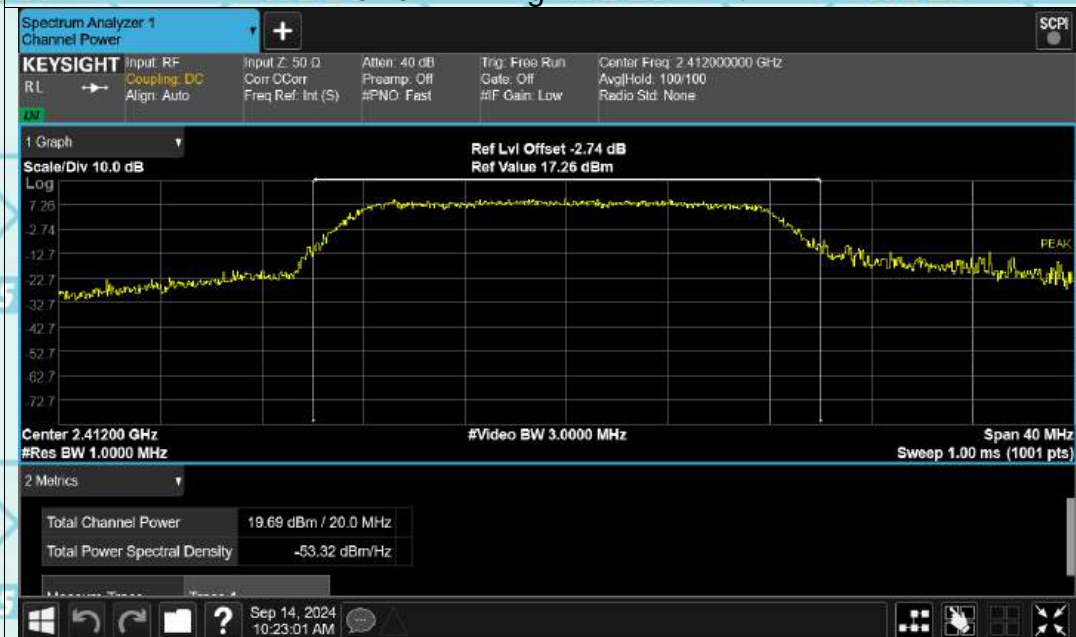 Spectrum Analyzer 1
Channel Power
+
SCPI
KEYSIGHT
RL
Input: RF
Coupling: DC
Align: Auto
Input Z: 50 Ω
Corr CCorr
Freq Ref: Int (S)
Atten: 40 dB
Preamp: Off
#PNO: Fast
Trig: Free Run
Gate: Off
#IF Gain: Low
Center Freq: 2.412000000 GHz
Avg|Hold: 100/100
Radio Std: None
1 Graph
Scale/Div 10.0 dB
Ref Lvl Offset -2.74 dB
Ref Value 17.26 dBm
Log
7.26
-2.74
-12.7
-22.7
-32.7
-42.7
-52.7
-62.7
-72.7
PEAK
Center 2.41200 GHz
#Video BW 3.0000 MHz
Span 40 MHz
#Res BW 1.0000 MHz
Sweep 1.00 ms (1001 pts)
2 Metrics
Total Channel Power 19.69 dBm / 20.0 MHz
Total Power Spectral Density -53.32 dBm/Hz
?
Sep 14, 2024
10:23:01 AM